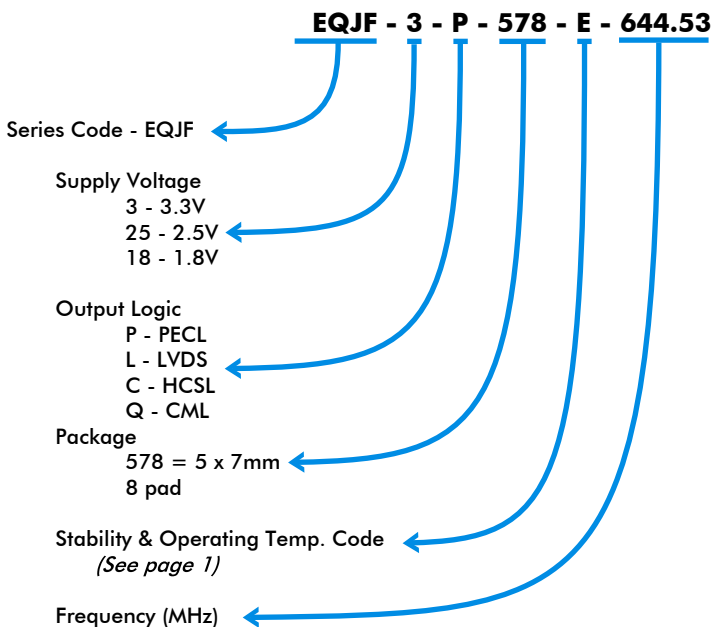 EQJF - 3 - P - 578 - E - 644.53
Series Code - EQJF
Supply Voltage
3 - 3.3V
25 - 2.5V
18 - 1.8V
Output Logic
P - PECL
L - LVDS
C - HCSL
Q - CML
Package
578 = 5 x 7mm
8 pad
Stability & Operating Temp. Code
(See page 1)
Frequency (MHz)